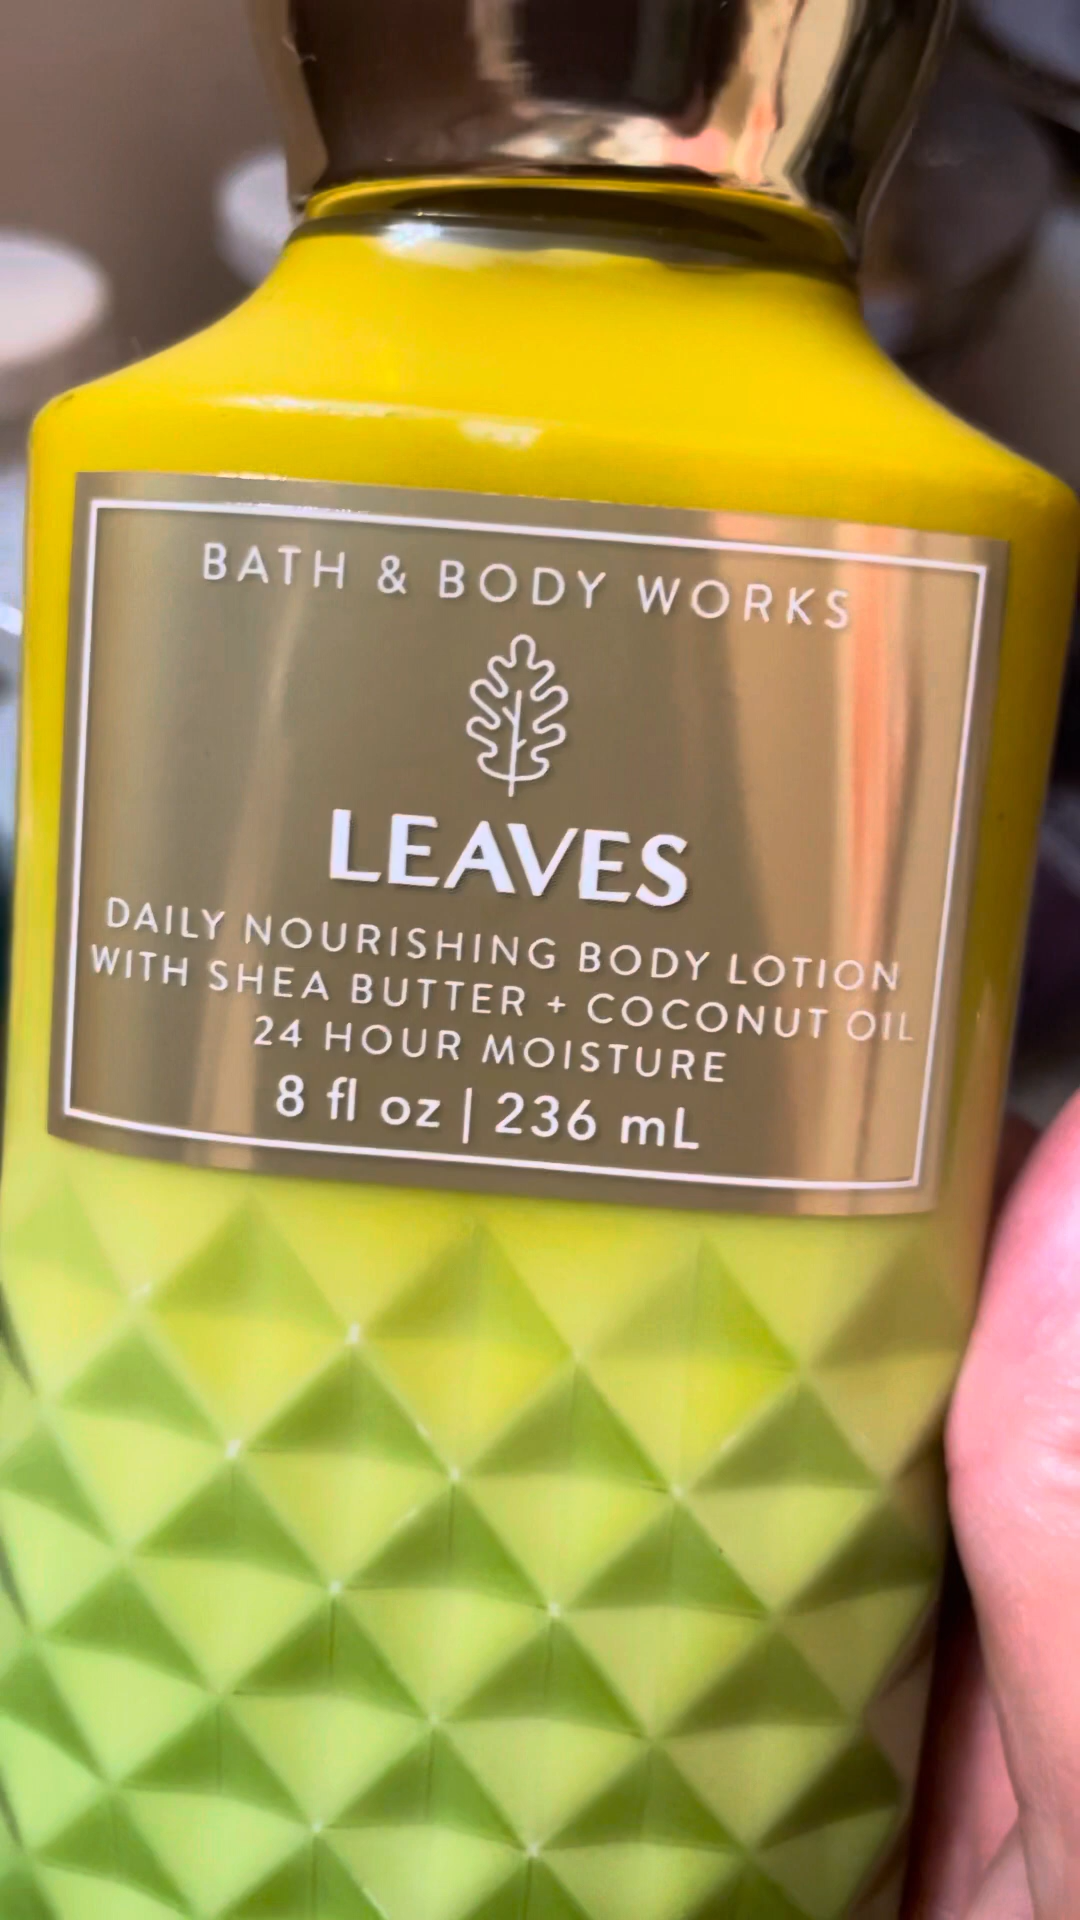 BATH & BODY WORKS
LEAVES
DAILY NOURISHING BODY LOTION
WITH SHEA BUTTER + COCONUT OIL
24 HOUR MOISTURE
8 fl oz | 236 mL